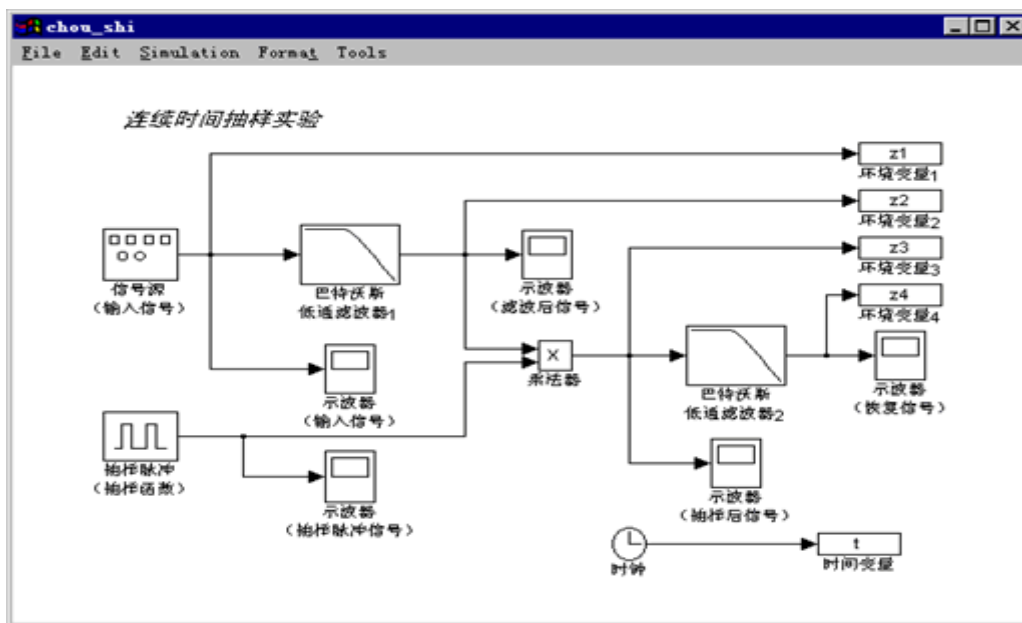 chou_shi
File Edit Simulation Format Tools
连续时间抽样实验
z1
环境变量1
z2
环境变量2
z3
环境变量3
z4
环境变量4
信号源
（输入信号）
巴特沃斯
低通滤波器1
示波器
（滤波后信号）
示波器
（输入信号）
X
乘法器
巴特沃斯
低通滤波器2
示波器
（恢复信号）
抽样脉冲
（抽样函数）
示波器
（抽样脉冲信号）
示波器
（抽样后信号）
时钟
t
时间变量